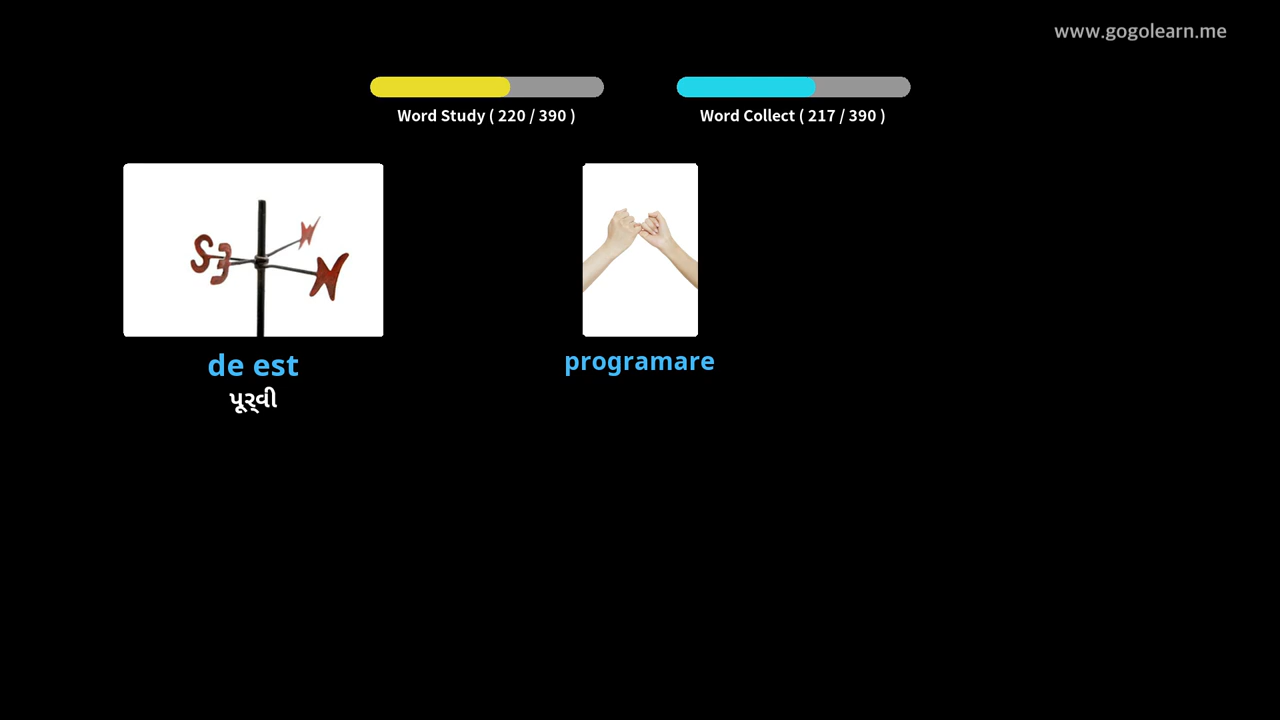 www.gogolearn.me
Word Study ( 220 / 390 )
Word Collect ( 217 / 390 )
S E N
de est
programare
પૂર્વી